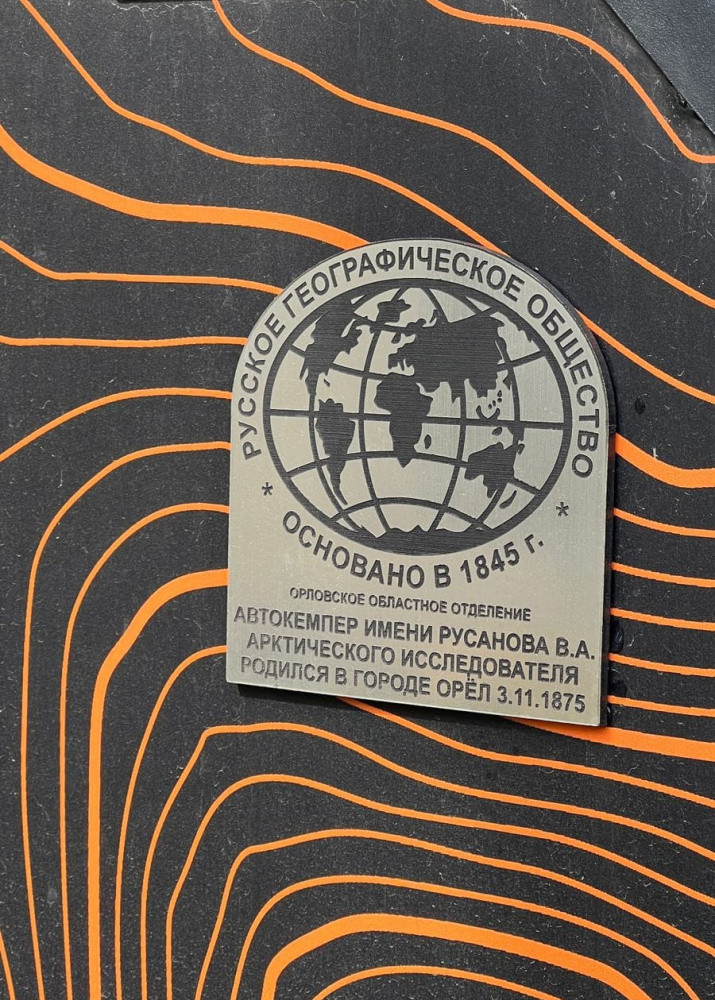 РУССКОЕ ГЕОГРАФИЧЕСКОЕ ОБЩЕСТВО
* ОСНОВАНО В 1845 г. *
ОРЛОВСКОЕ ОБЛАСТНОЕ ОТДЕЛЕНИЕ
АВТОКЕМПЕР ИМЕНИ РУСАНОВА В.А.
АРКТИЧЕСКОГО ИССЛЕДОВАТЕЛЯ
РОДИЛСЯ В ГОРОДЕ ОРЁЛ 3.11.1875